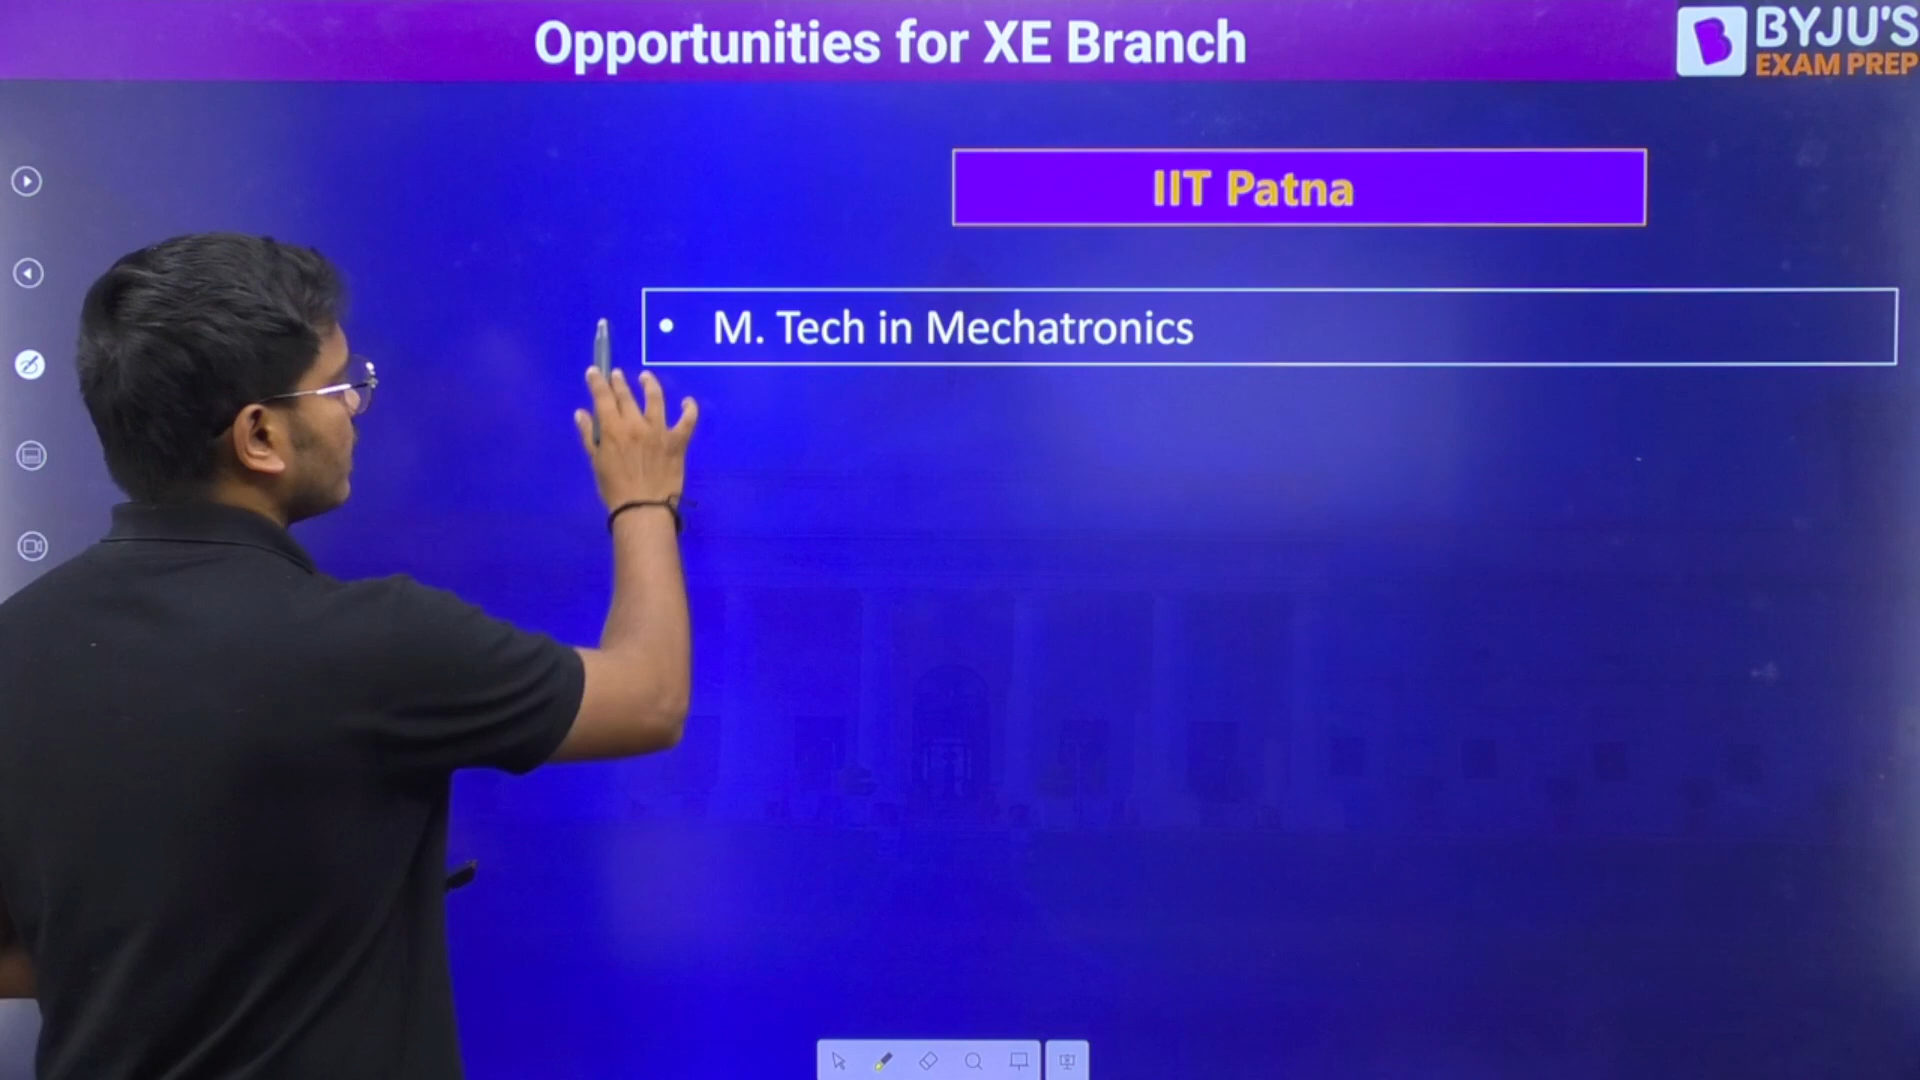 Opportunities for XE Branch
BYJU'S
EXAM PREP
IIT Patna
• M. Tech in Mechatronics